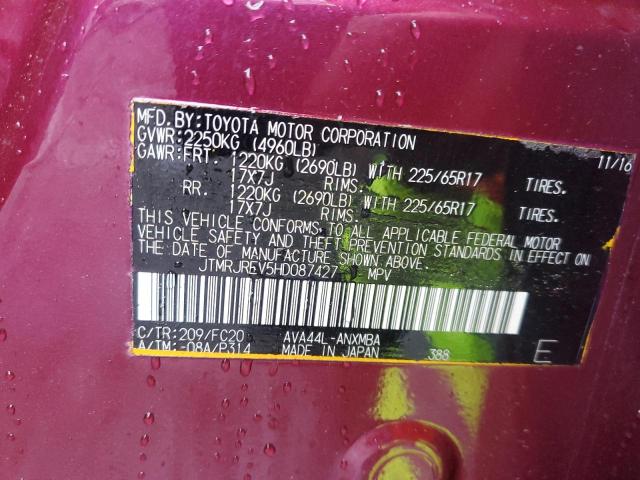 MFD.BY:TOYOTA MOTOR CORPORATION 11/16
GVWR:2250KG (4960LB)
GAWR:FRT. 1220KG (2690LB) WITH 225/65R17 TIRES.
17X7J RIMS.
RR. 1220KG (2690LB) WITH 225/65R17 TIRES.
17X7J RIMS.
THIS VEHICLE CONFORMS TO ALL APPLICABLE FEDERAL MOTOR
VEHICLE SAFETY AND THEFT PREVENTION STANDARDS IN EFFECT ON
THE DATE OF MANUFACTURE SHOWN ABOVE.
JTMRJREV5HD087427 MPV
C/TR:209/FC20 AVA44L-ANXMBA
A/TM:-08A/P314 MADE IN JAPAN 388 E